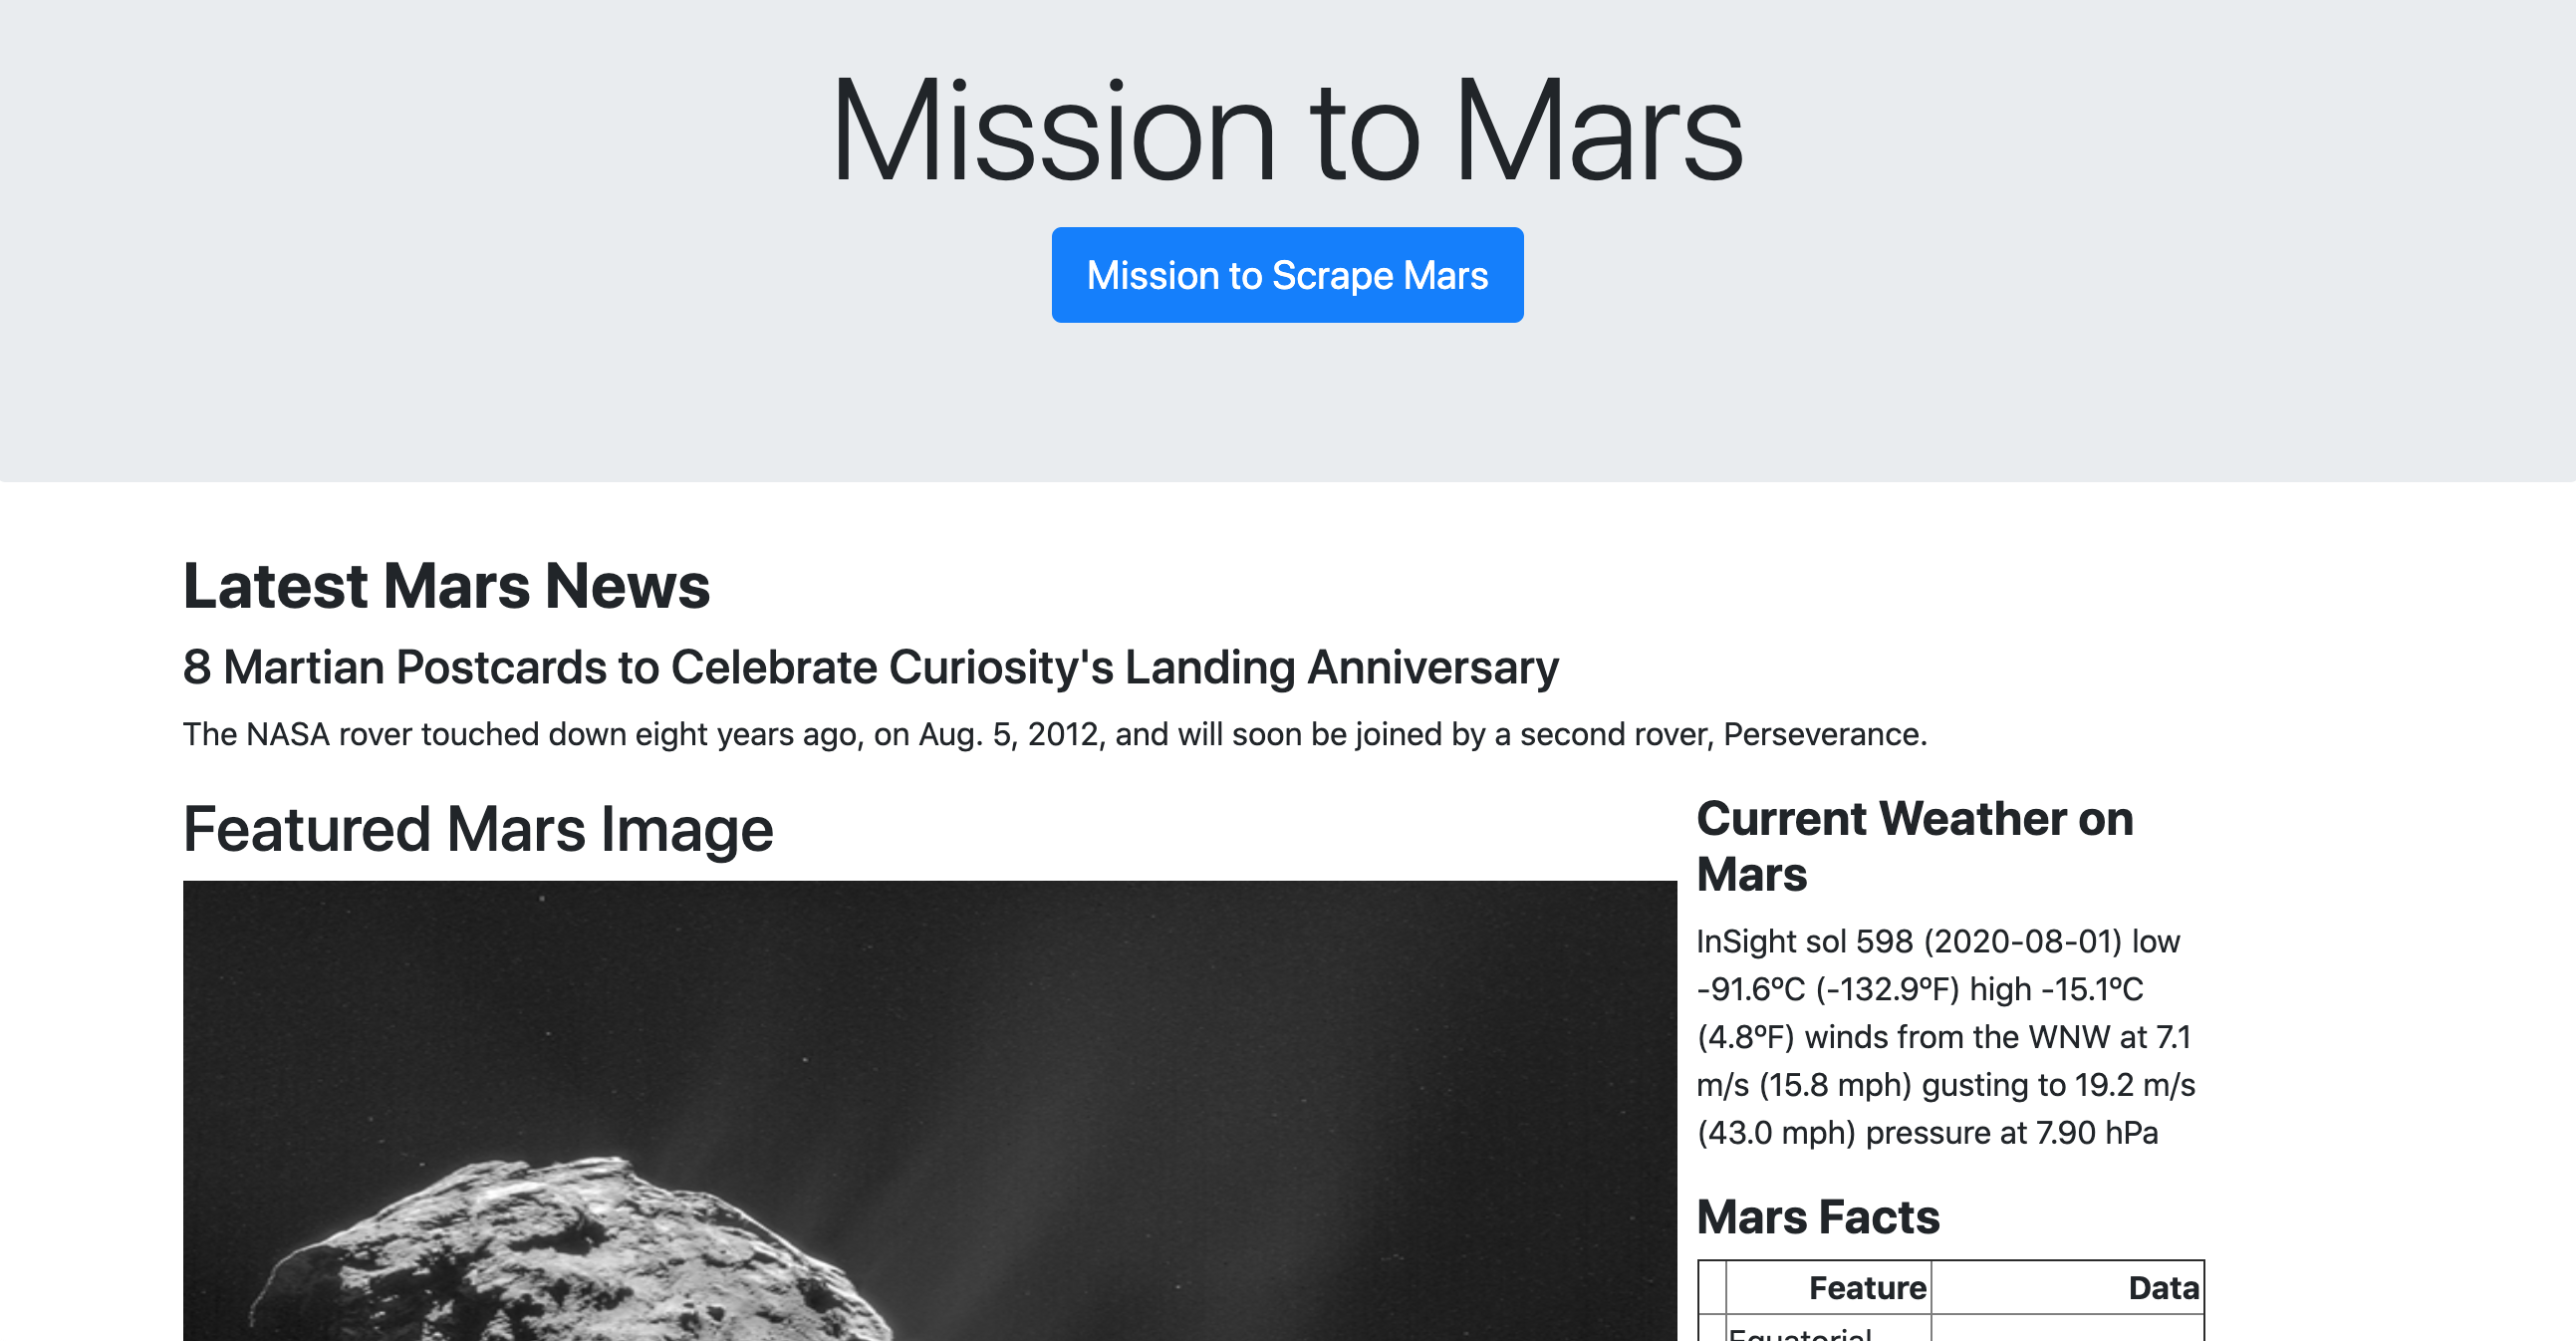 Mission to Mars
Mission to Scrape Mars
Latest Mars News
8 Martian Postcards to Celebrate Curiosity's Landing Anniversary
The NASA rover touched down eight years ago, on Aug. 5, 2012, and will soon be joined by a second rover, Perseverance.
Featured Mars Image
Current Weather on
Mars
InSight sol 598 (2020-08-01) low
-91.6ºC (-132.9ºF) high -15.1ºC
(4.8ºF) winds from the WNW at 7.1
m/s (15.8 mph) gusting to 19.2 m/s
(43.0 mph) pressure at 7.90 hPa
Mars Facts
Feature Data
Equatorial